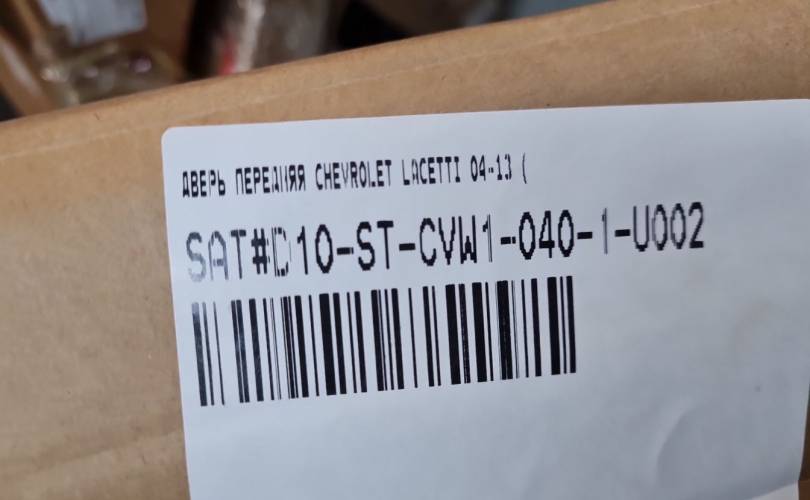 ДВЕРЬ ПЕРЕДНЯЯ CHEVROLET LACETTI 04-13 (
SAT#D10-ST-CVW1-040-1-U002